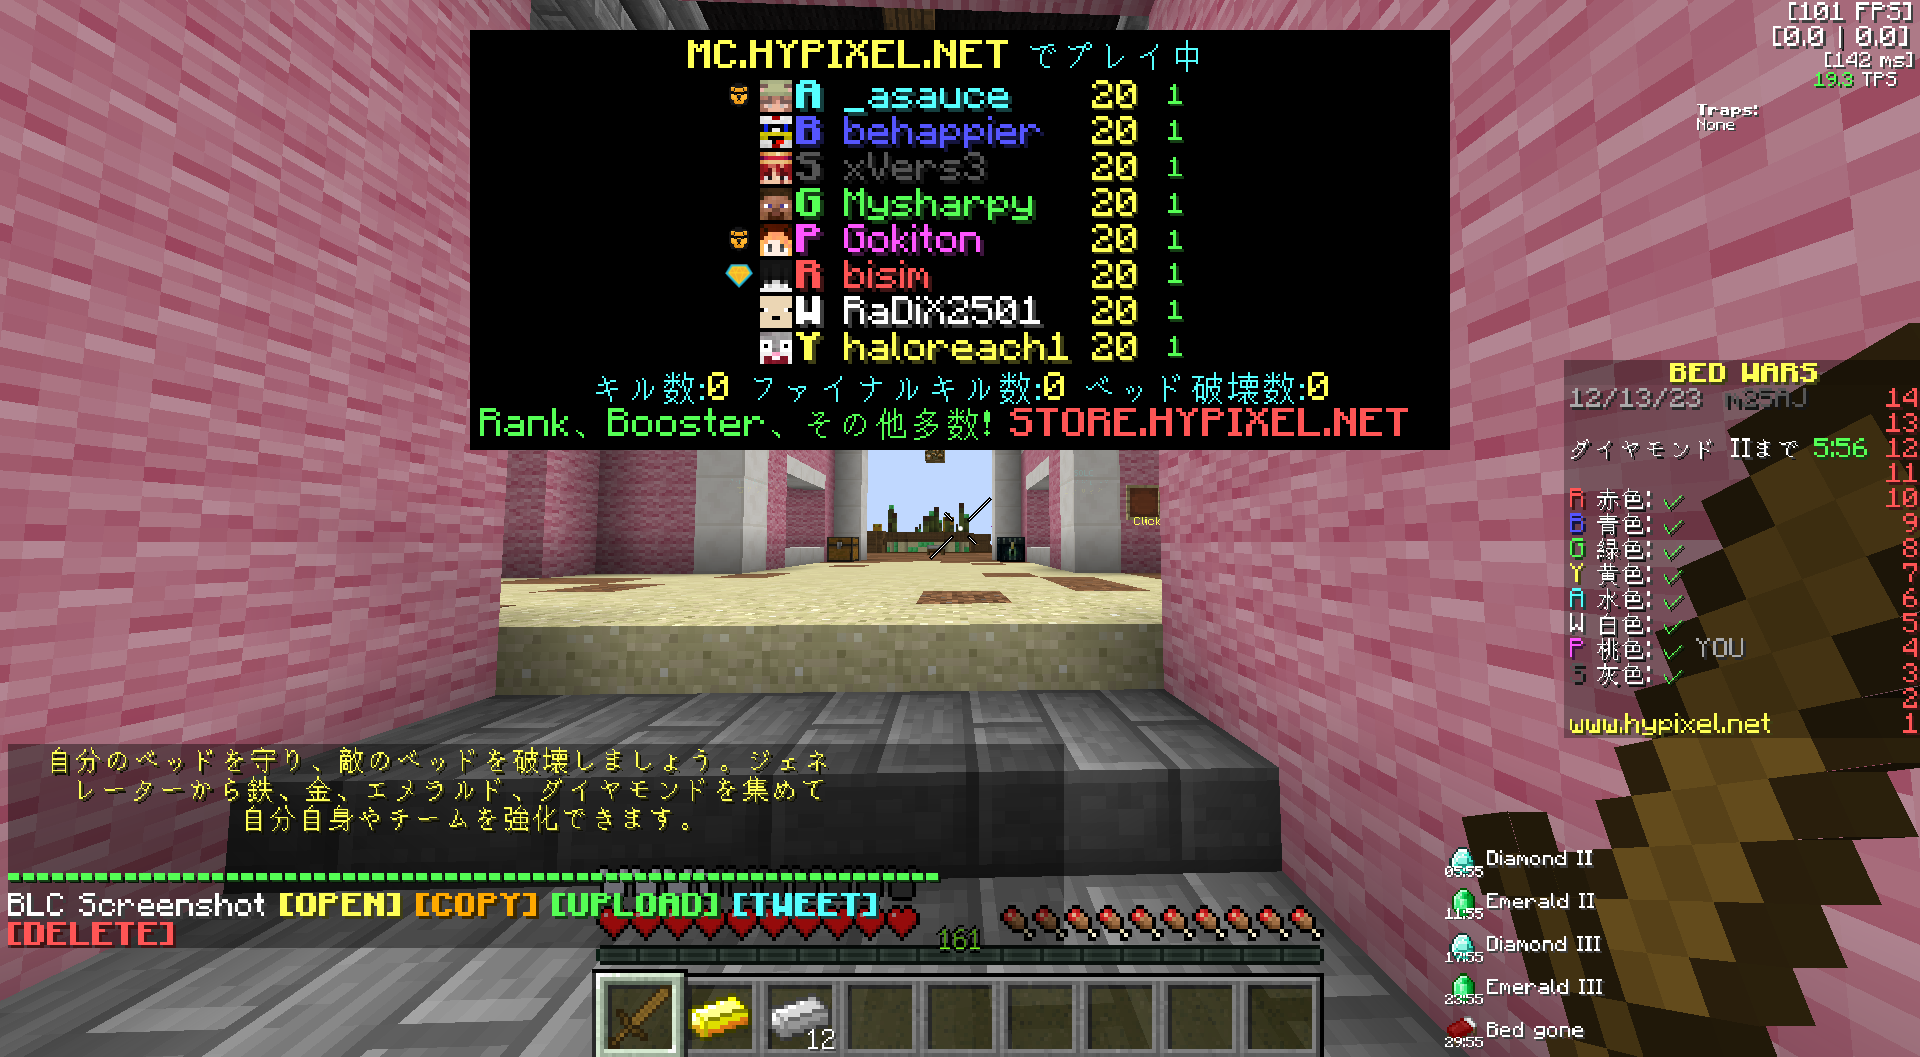 MC.HYPIXEL.NET でプレイ中
A _asauce 20 1
B behappier 20 1
S xVers3 20 1
G Mysharpy 20 1
P Gokiton 20 1
R bisim 20 1
W RaDiX2501 20 1
Y haloreach1 20 1
キル数:0 ファイナルキル数:0 ベッド破壊数:0
Rank、Booster、その他多数! STORE.HYPIXEL.NET
[101 FPS]
[0.0 | 0.0]
[142 ms]
19.3 TPS
Traps:
None
Click
BED WARS
12/13/23 m25AJ 14
13
ダイヤモンド IIまで 5:56 12
11
R 赤色: ✓ 10
B 青色: ✓ 9
G 緑色: ✓ 8
Y 黄色: ✓ 7
A 水色: ✓ 6
W 白色: ✓ 5
P 桃色: ✓ YOU 4
S 灰色: ✓ 3
2
www.hypixel.net 1
自分のベッドを守り、敵のベッドを破壊しましょう。ジェネ
レーターから鉄、金、エメラルド、ダイヤモンドを集めて
自分自身やチームを強化できます。
BLC Screenshot [OPEN] [COPY] [UPLOAD] [TWEET]
[DELETE]
161
12
Diamond II
05:55
Emerald II
11:55
Diamond III
17:55
Emerald III
23:55
Bed gone
29:55